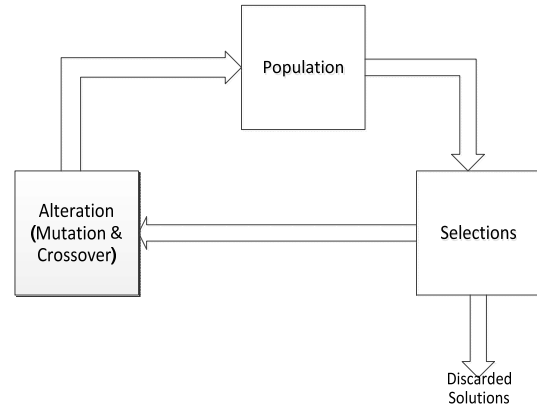 Population
Alteration
(Mutation &
Crossover)
Selections
Discarded
Solutions